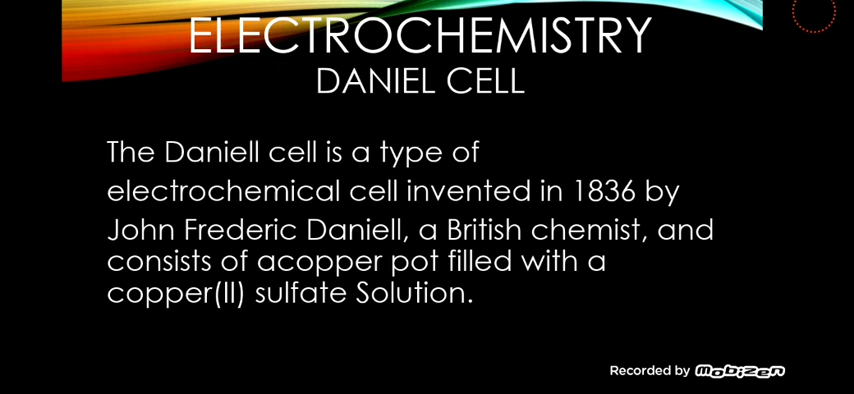 ELECTROCHEMISTRY
DANIEL CELL
The Daniell cell is a type of
electrochemical cell invented in 1836 by
John Frederic Daniell, a British chemist, and
consists of acopper pot filled with a
copper(II) sulfate Solution.
Recorded by Mobizen